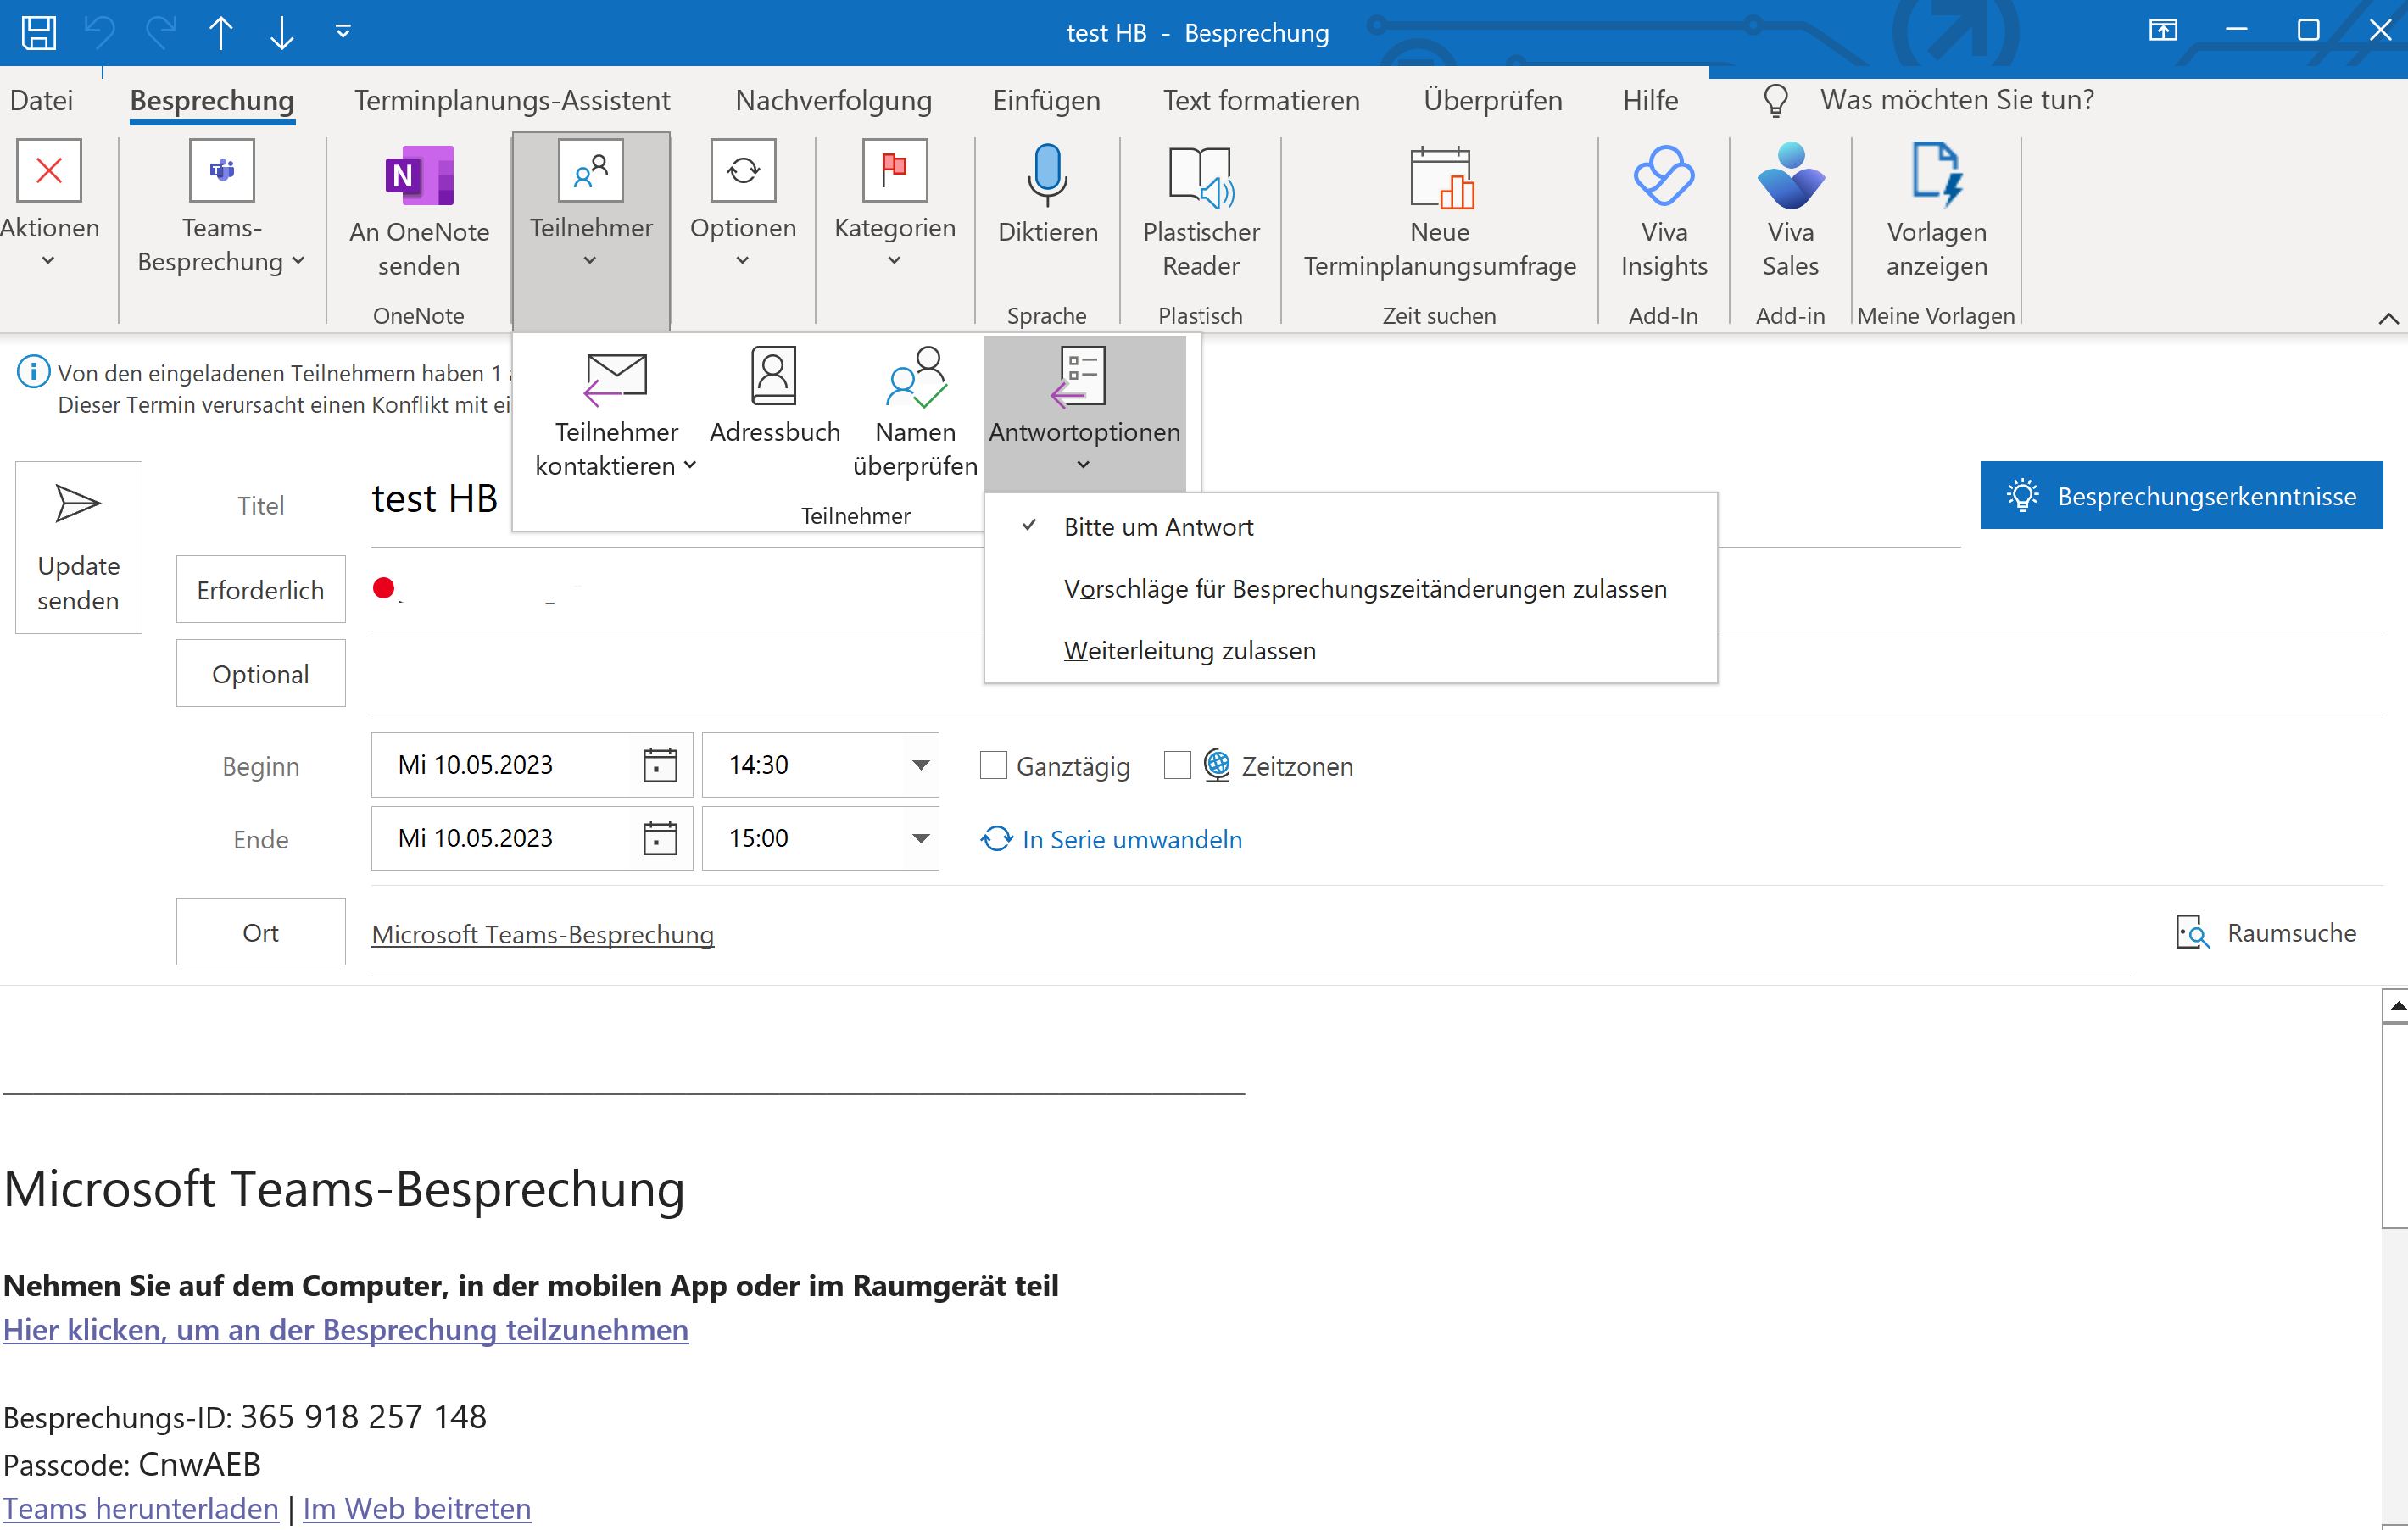 test HB - Besprechung
Datei Besprechung Terminplanungs-Assistent Nachverfolgung Einfügen Text formatieren Überprüfen Hilfe Was möchten Sie tun?
Aktionen
Teams-
Besprechung
An OneNote
senden
OneNote
Teilnehmer
Optionen
Kategorien
Diktieren
Sprache
Plastischer
Reader
Plastisch
Neue
Terminplanungsumfrage
Zeit suchen
Viva
Insights
Add-In
Viva
Sales
Add-in
Vorlagen
anzeigen
Meine Vorlagen
Von den eingeladenen Teilnehmern haben 1
Dieser Termin verursacht einen Konflikt mit
Teilnehmer
kontaktieren
Adressbuch
Namen
überprüfen
Antwortoptionen
Teilnehmer
Bitte um Antwort
Vorschläge für Besprechungszeitänderungen zulassen
Weiterleitung zulassen
Besprechungserkenntnisse
Update
senden
Titel test HB
Erforderlich
Optional
Beginn Mi 10.05.2023 14:30 Ganztägig Zeitzonen
Ende Mi 10.05.2023 15:00 In Serie umwandeln
Ort Microsoft Teams-Besprechung Raumsuche
Microsoft Teams-Besprechung
Nehmen Sie auf dem Computer, in der mobilen App oder im Raumgerät teil
Hier klicken, um an der Besprechung teilzunehmen
Besprechungs-ID: 365 918 257 148
Passcode: CnwAEB
Teams herunterladen | Im Web beitreten